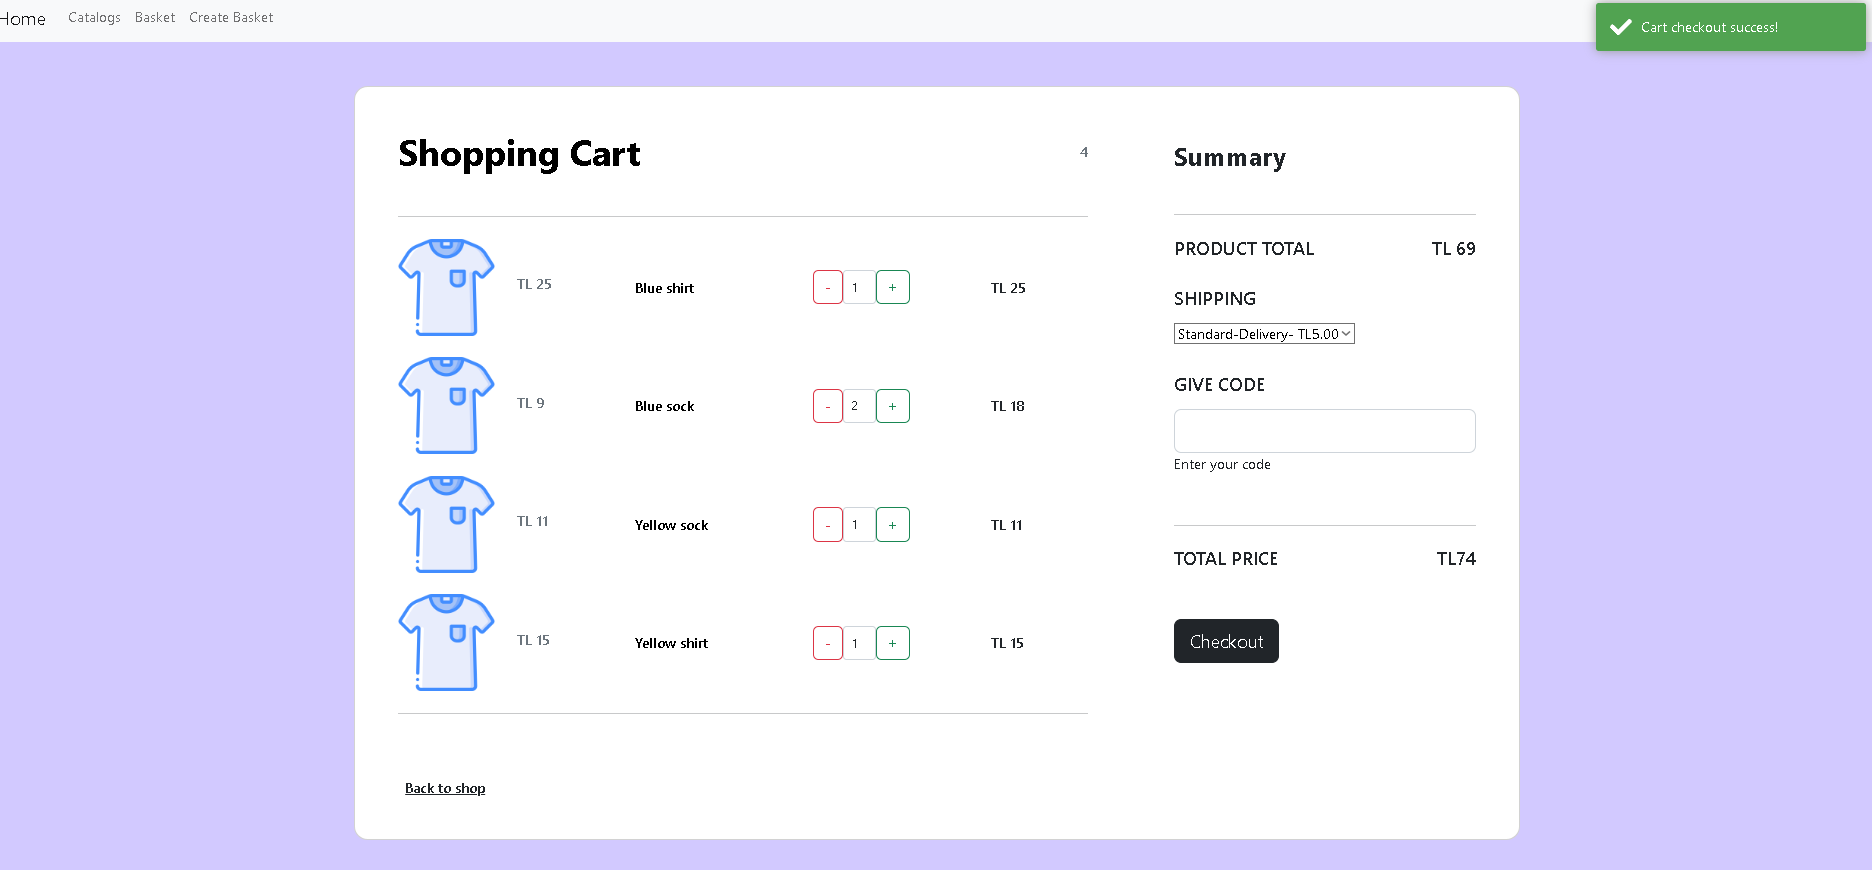 Home Catalogs Basket Create Basket
Cart checkout success!
Shopping Cart 4
TL 25 Blue shirt - 1 + TL 25
TL 9 Blue sock - 2 + TL 18
TL 11 Yellow sock - 1 + TL 11
TL 15 Yellow shirt - 1 + TL 15
Back to shop
Summary
PRODUCT TOTAL TL 69
SHIPPING
Standard-Delivery- TL5.00
GIVE CODE
Enter your code
TOTAL PRICE TL74
Checkout